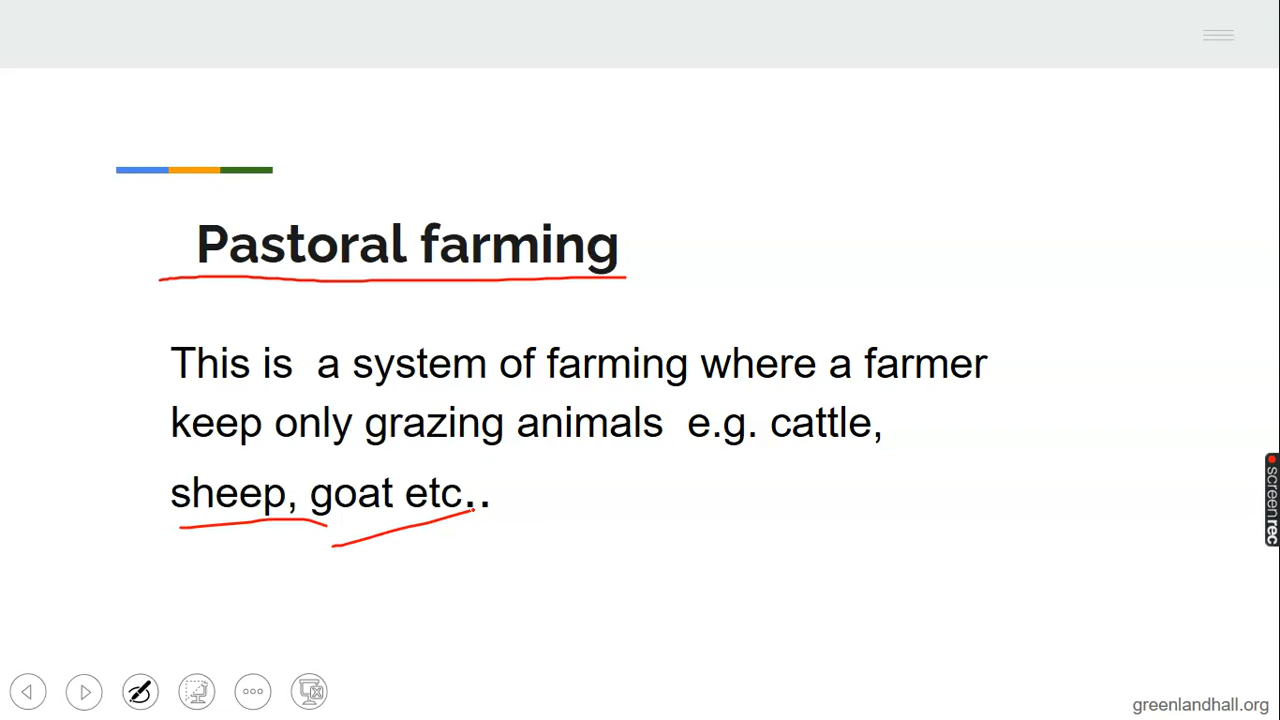 Pastoral farming
This is  a system of farming where a farmer
keep only grazing animals  e.g. cattle,
sheep, goat etc..
screenrec
greenlandhall.org